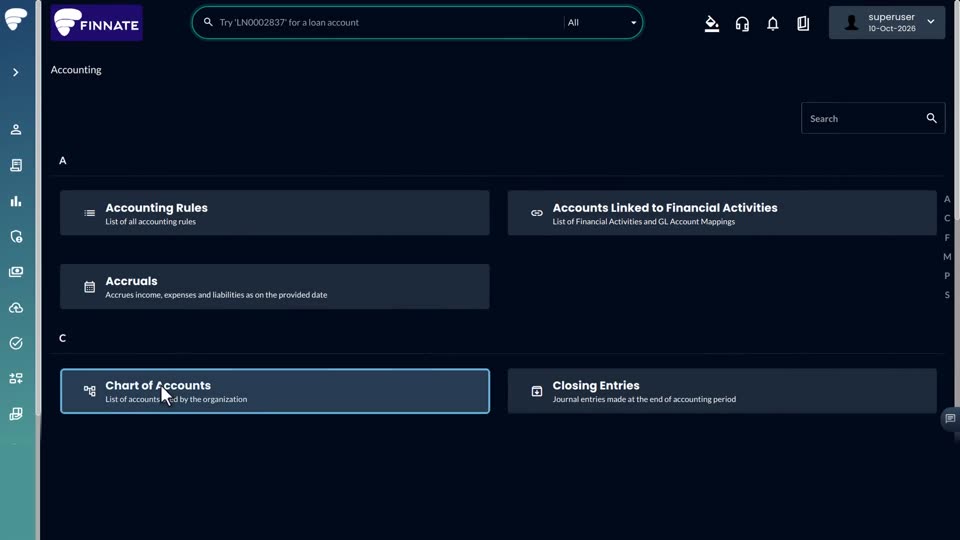 FINNATE
Try 'LN0002837' for a loan account
All
superuser
10-Oct-2026
Accounting
Search
A
Accounting Rules
List of all accounting rules
Accounts Linked to Financial Activities
List of Financial Activities and GL Account Mappings
Accruals
Accrues income, expenses and liabilities as on the provided date
C
Chart of Accounts
List of accounts by the organization
Closing Entries
Journal entries made at the end of accounting period
A
C
F
M
P
S